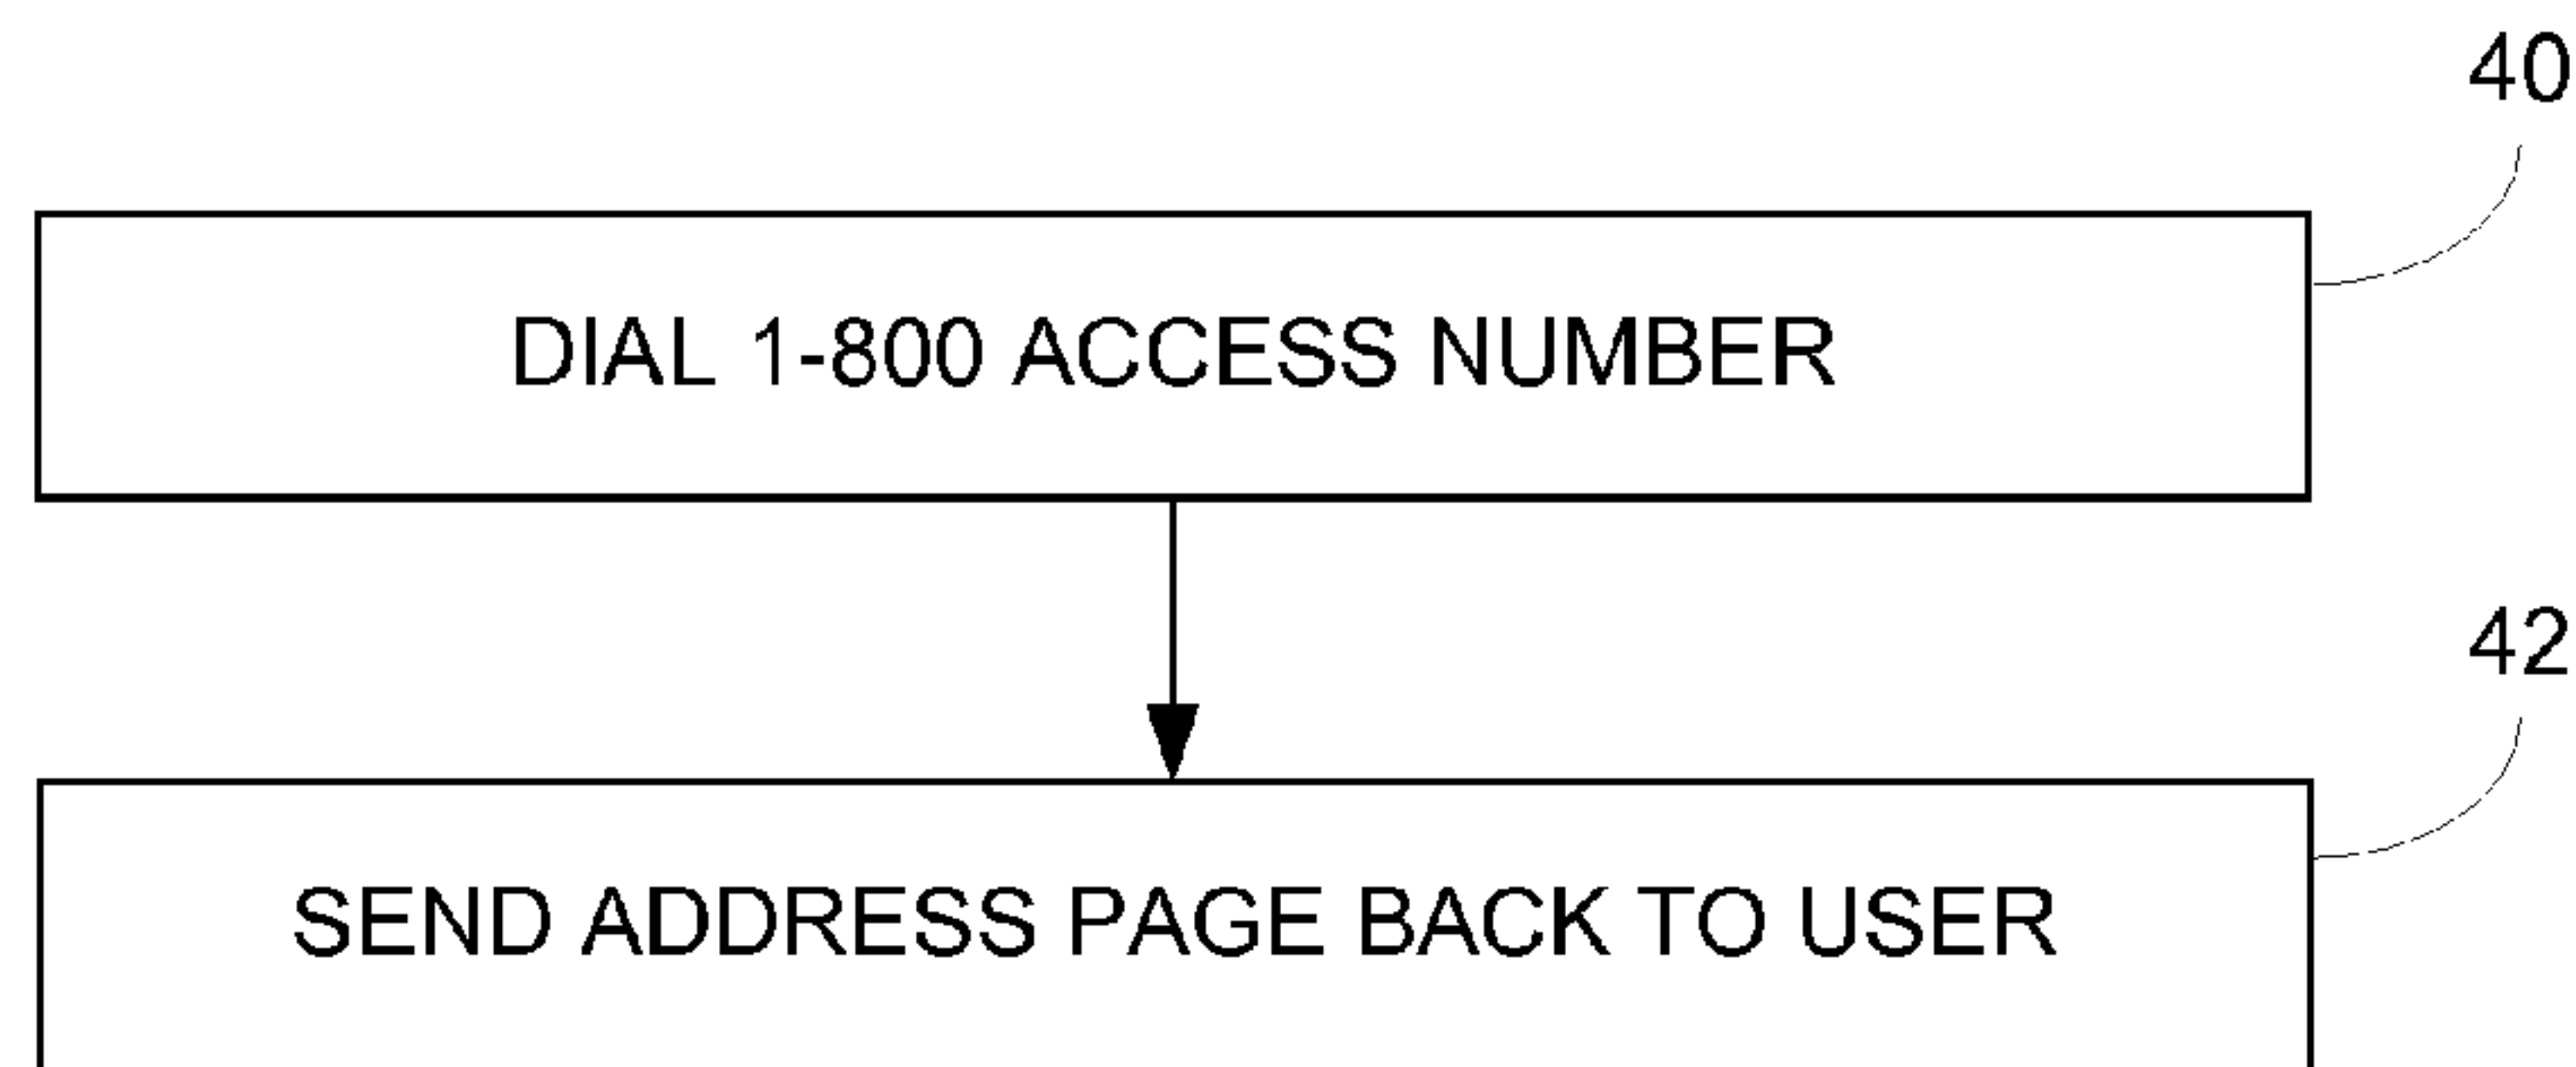 40
DIAL 1-800 ACCESS NUMBER
42
SEND ADDRESS PAGE BACK TO USER